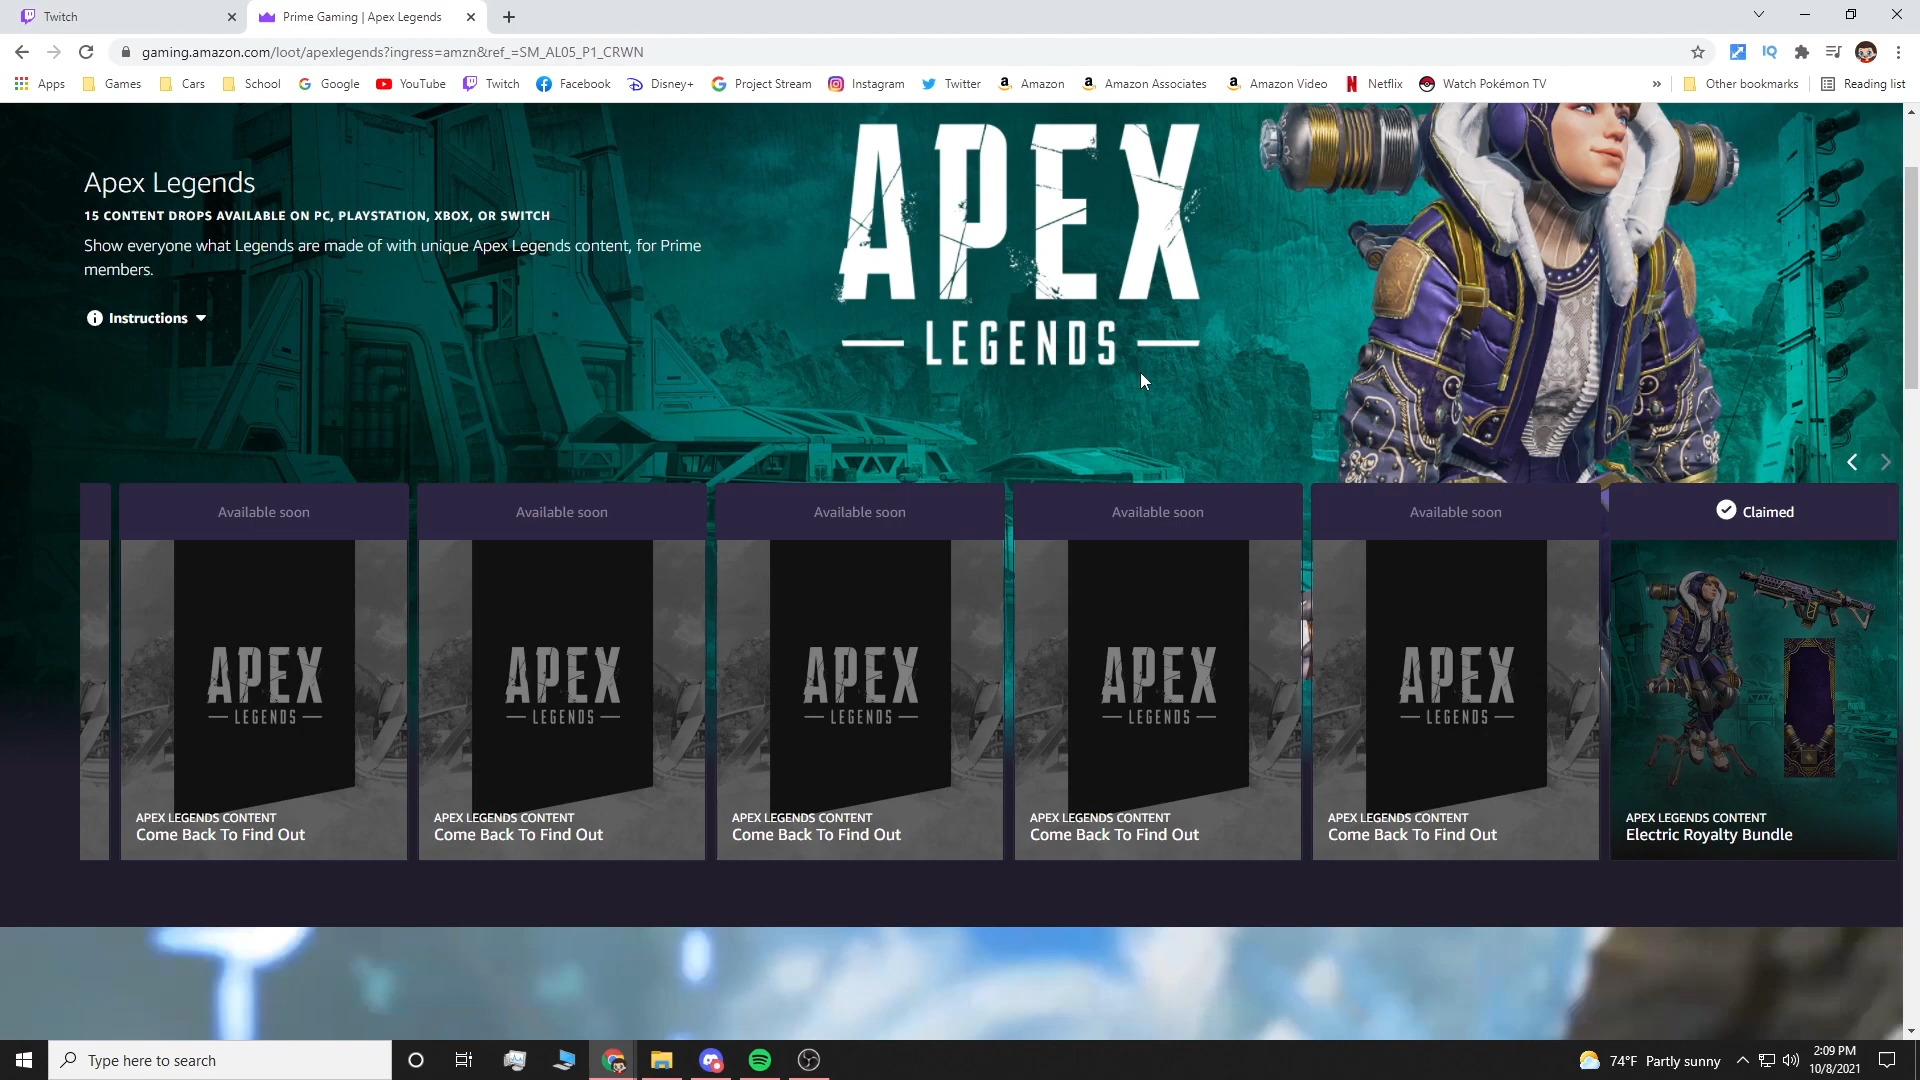 Twitch
Prime Gaming | Apex Legends
gaming.amazon.com/loot/apexlegends?ingress=amzn&ref_=SM_AL05_P1_CRWN
IQ
Apps
Games
Cars
School
Google
YouTube
Twitch
Facebook
Disney+
Project Stream
Instagram
Twitter
Amazon
Amazon Associates
Amazon Video
Netflix
Watch Pokémon TV
»
Other bookmarks
Reading list
Apex Legends
15 CONTENT DROPS AVAILABLE ON PC, PLAYSTATION, XBOX, OR SWITCH
Show everyone what Legends are made of with unique Apex Legends content, for Prime
members.
Instructions
APEX
LEGENDS
Available soon
Available soon
Available soon
Available soon
Available soon
Claimed
APEX
LEGENDS
APEX
LEGENDS
APEX
LEGENDS
APEX
LEGENDS
APEX
LEGENDS
APEX LEGENDS CONTENT
Come Back To Find Out
APEX LEGENDS CONTENT
Come Back To Find Out
APEX LEGENDS CONTENT
Come Back To Find Out
APEX LEGENDS CONTENT
Come Back To Find Out
APEX LEGENDS CONTENT
Come Back To Find Out
APEX LEGENDS CONTENT
Electric Royalty Bundle
Type here to search
74°F Partly sunny
2:09 PM
10/8/2021